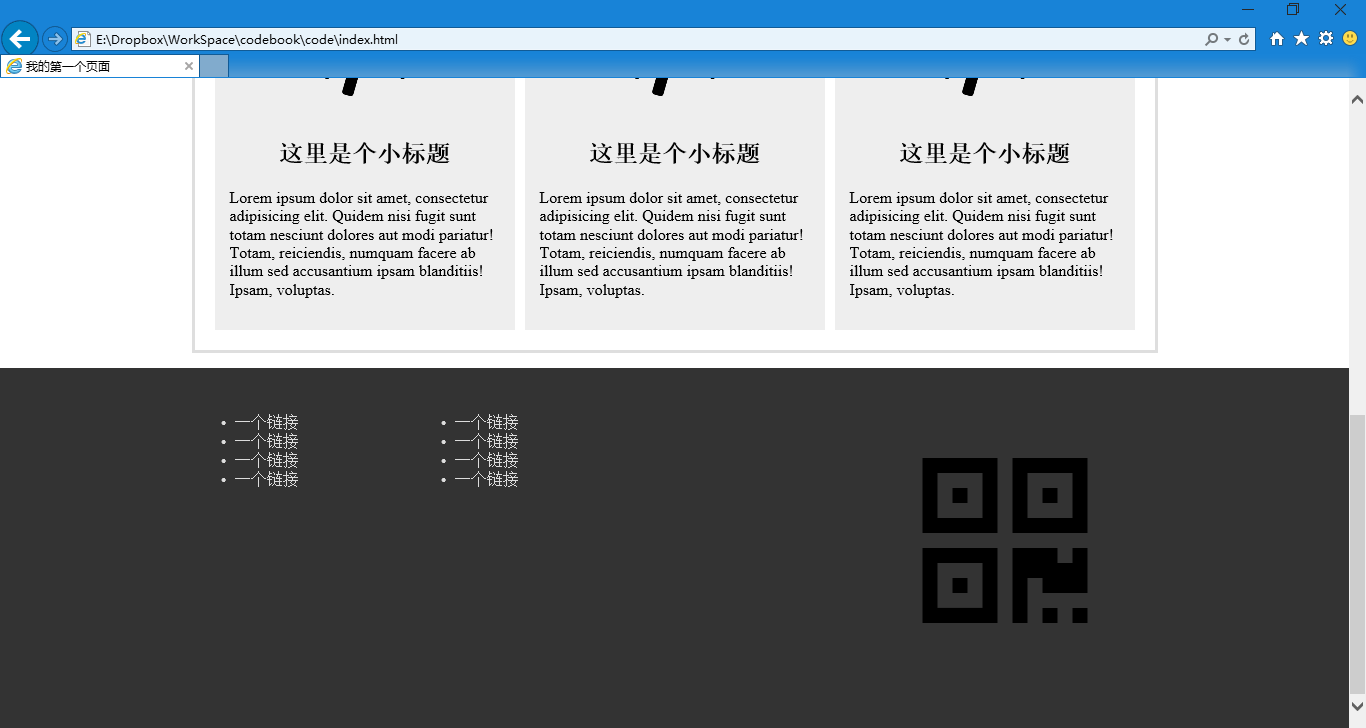 E:\Dropbox\WorkSpace\codebook\code\index.html
我的第一个页面
这里是个小标题
Lorem ipsum dolor sit amet, consectetur
adipisicing elit. Quidem nisi fugit sunt
totam nesciunt dolores aut modi pariatur!
Totam, reiciendis, numquam facere ab
illum sed accusantium ipsam blanditiis!
Ipsam, voluptas.
这里是个小标题
Lorem ipsum dolor sit amet, consectetur
adipisicing elit. Quidem nisi fugit sunt
totam nesciunt dolores aut modi pariatur!
Totam, reiciendis, numquam facere ab
illum sed accusantium ipsam blanditiis!
Ipsam, voluptas.
这里是个小标题
Lorem ipsum dolor sit amet, consectetur
adipisicing elit. Quidem nisi fugit sunt
totam nesciunt dolores aut modi pariatur!
Totam, reiciendis, numquam facere ab
illum sed accusantium ipsam blanditiis!
Ipsam, voluptas.
• 一个链接
• 一个链接
• 一个链接
• 一个链接
• 一个链接
• 一个链接
• 一个链接
• 一个链接